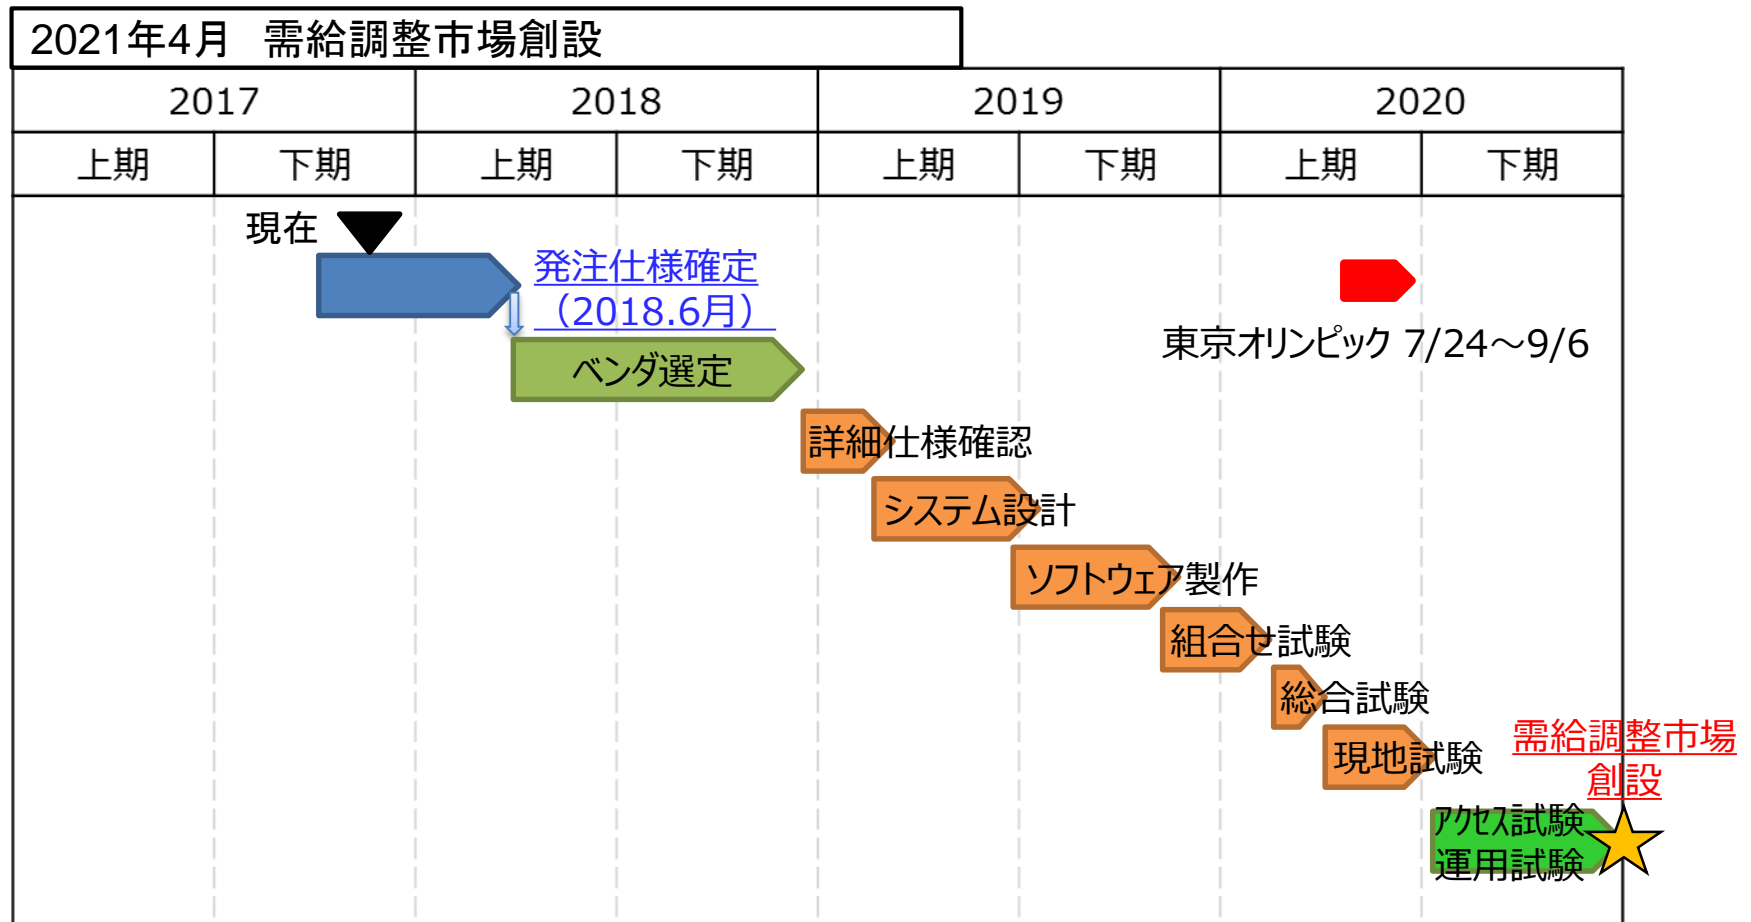 2021年4月　需給調整市場創設
2017 2018 2019 2020
上期 下期 上期 下期 上期 下期 上期 下期
現在
発注仕様確定
（2018.6月）
東京オリンピック 7/24～9/6
ベンダ選定
詳細仕様確認
システム設計
ソフトウェア製作
組合せ試験
総合試験
現地試験
需給調整市場
創設
ｱｸｾｽ試験
運用試験